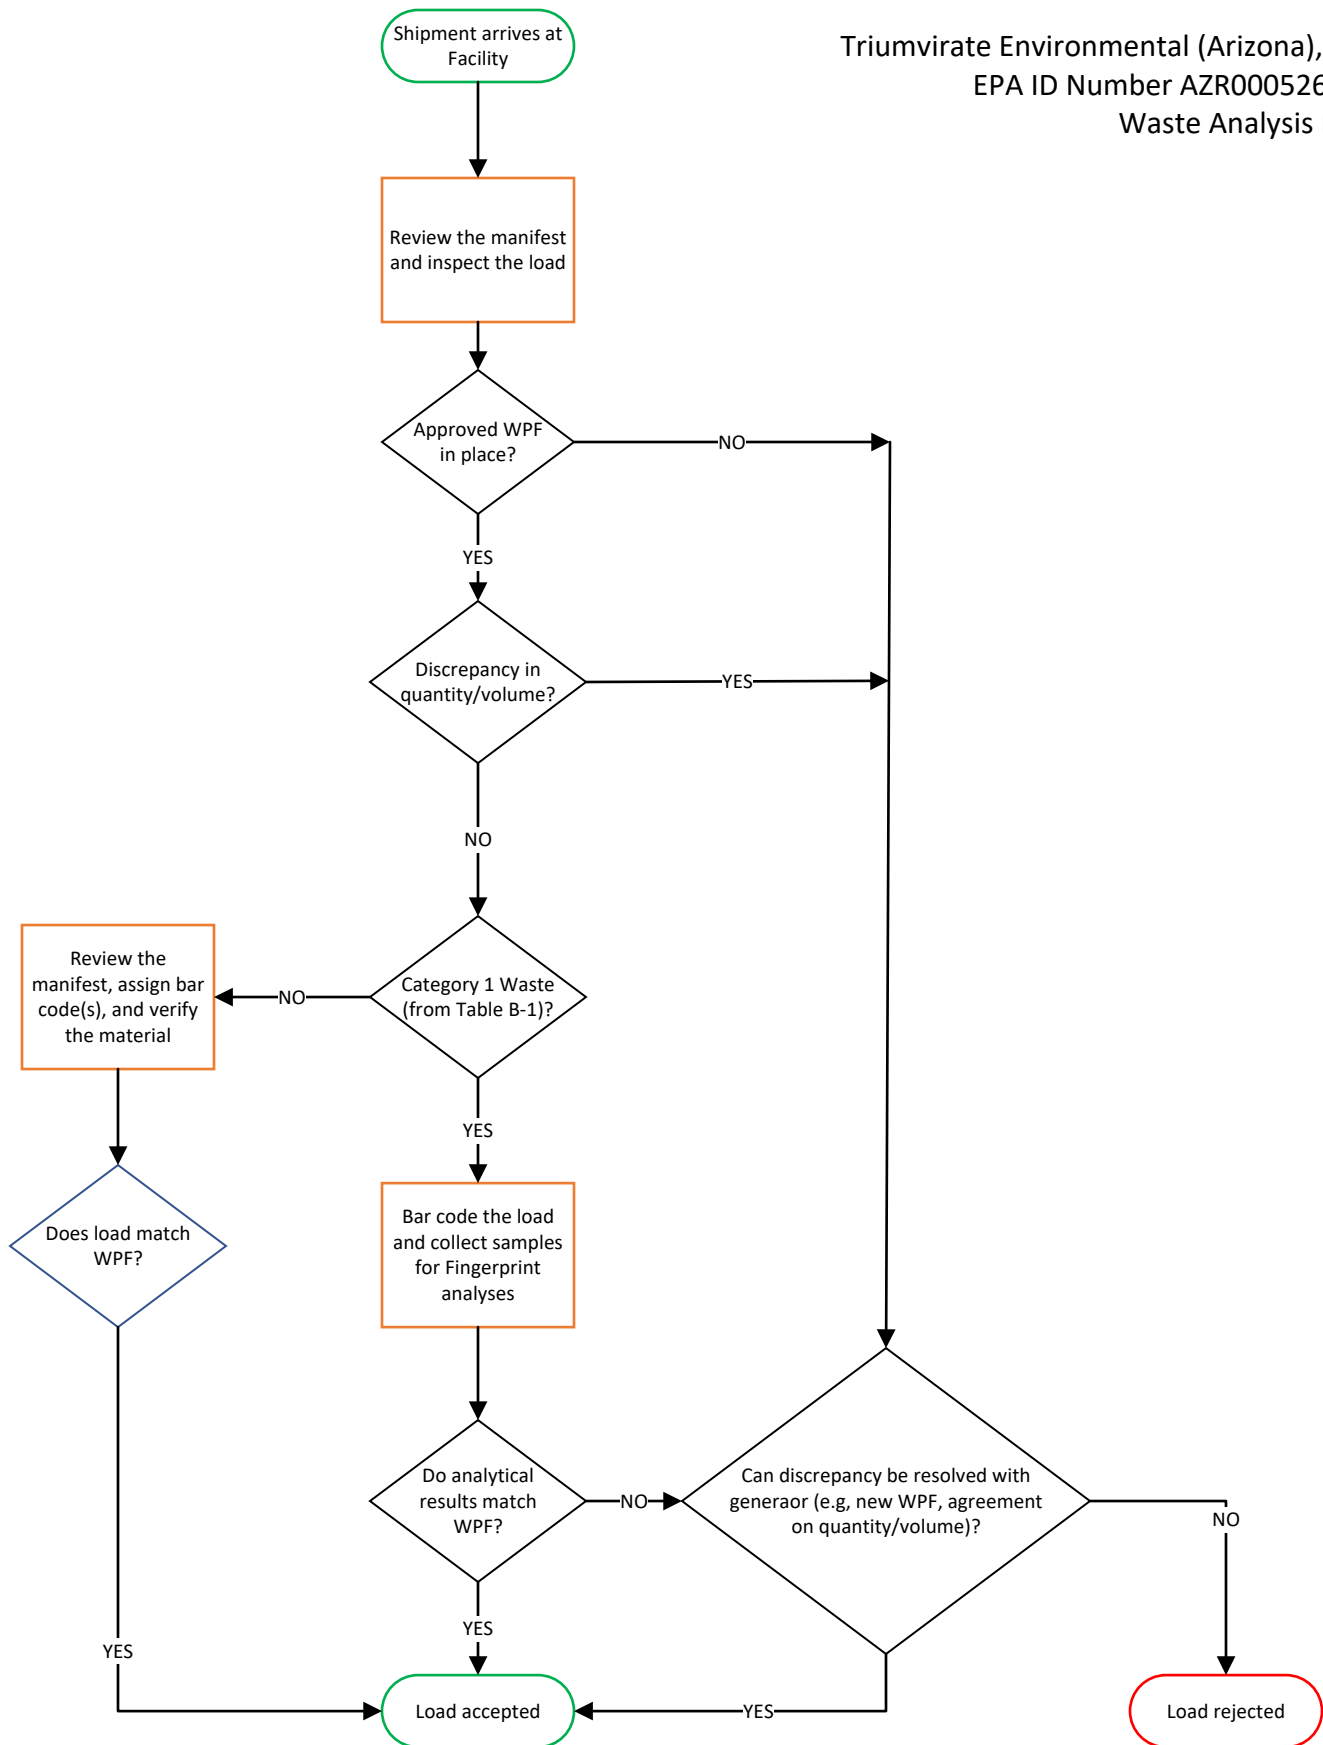 Shipment arrives at
Facility
Triumvirate Environmental (Arizona),
EPA ID Number AZR000526
Waste Analysis
Review the manifest
and inspect the load
Approved WPF
in place?
NO
YES
Discrepancy in
quantity/volume?
YES
NO
Review the
manifest, assign bar
code(s), and verify
the material
NO
Category 1 Waste
(from Table B-1)?
YES
Does load match
WPF?
Bar code the load
and collect samples
for Fingerprint
analyses
Do analytical
results match
WPF?
NO
Can discrepancy be resolved with
generaor (e.g, new WPF, agreement
on quantity/volume)?
NO
YES
YES
Load accepted
YES
Load rejected